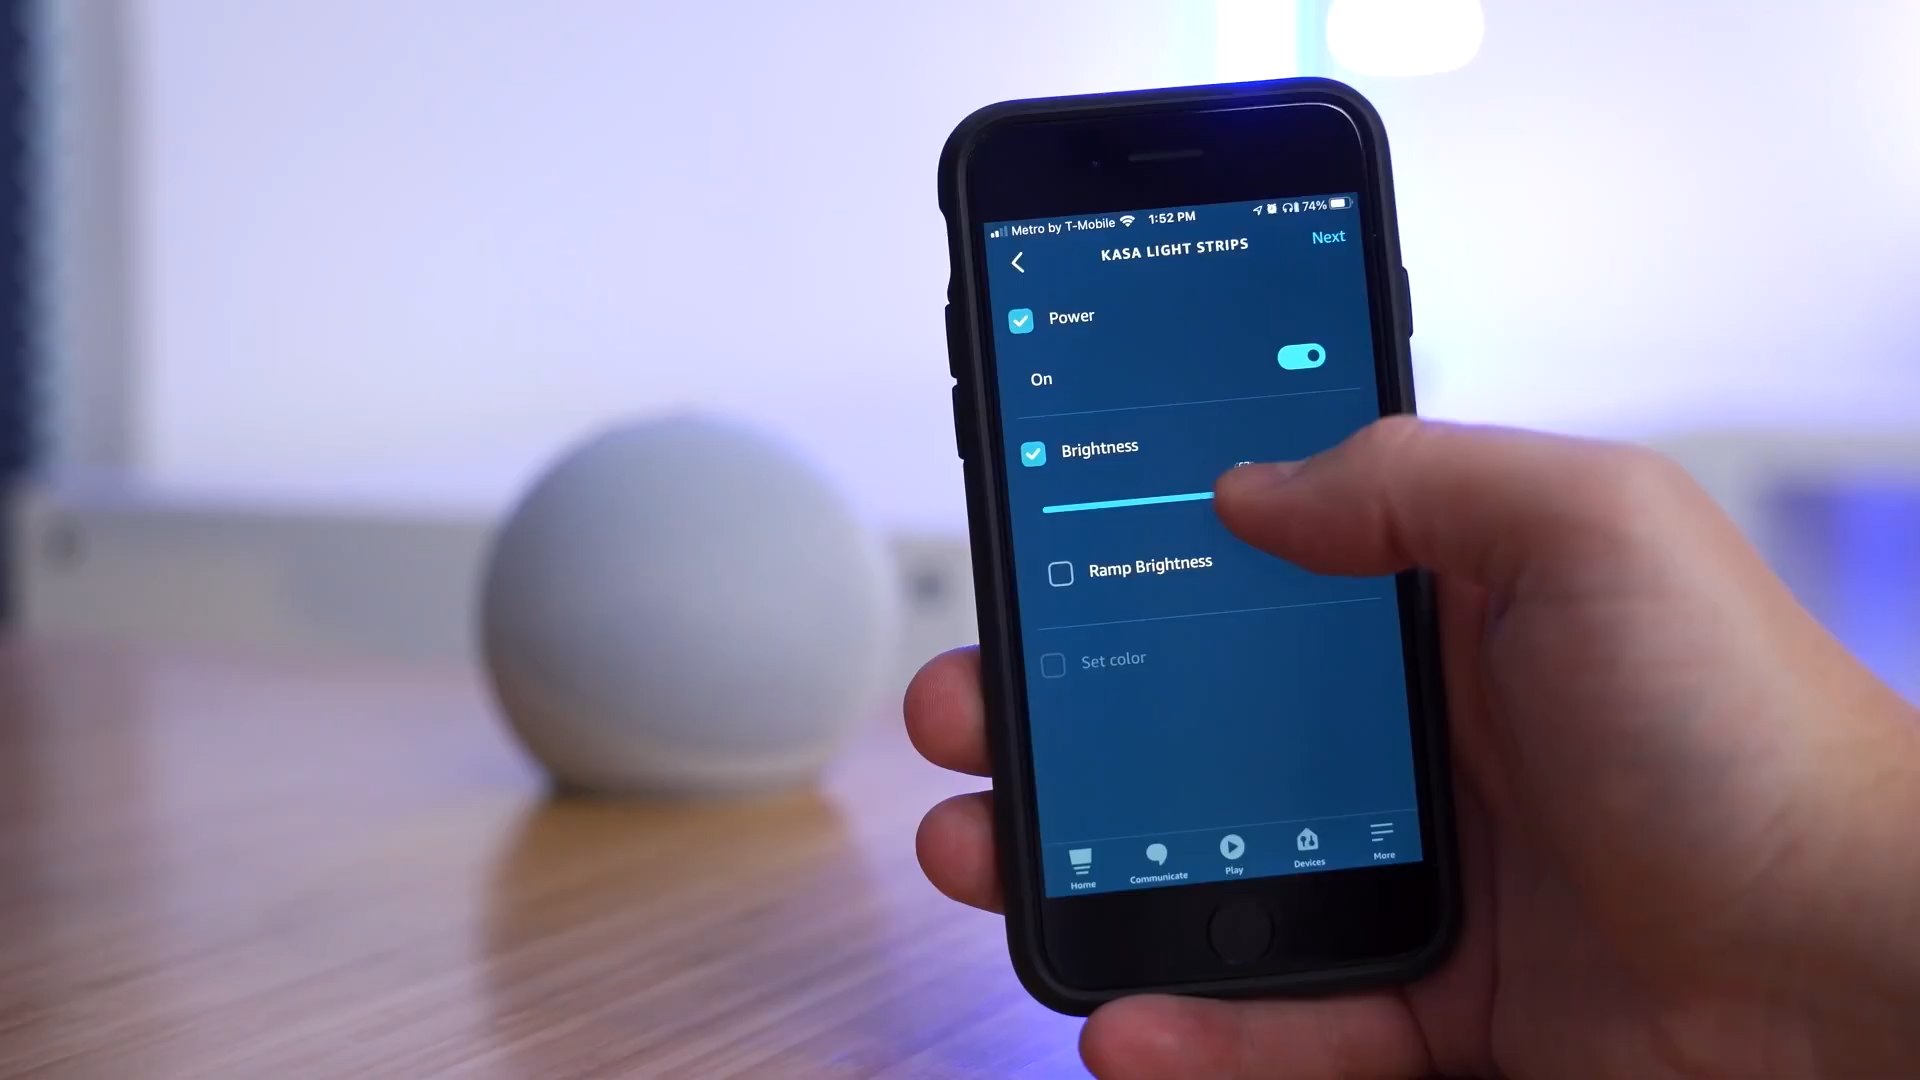 Metro by T-Mobile 1:52 PM 74%
KASA LIGHT STRIPS Next
Power
On
Brightness
Ramp Brightness
Set color
Home Communicate Play Devices More